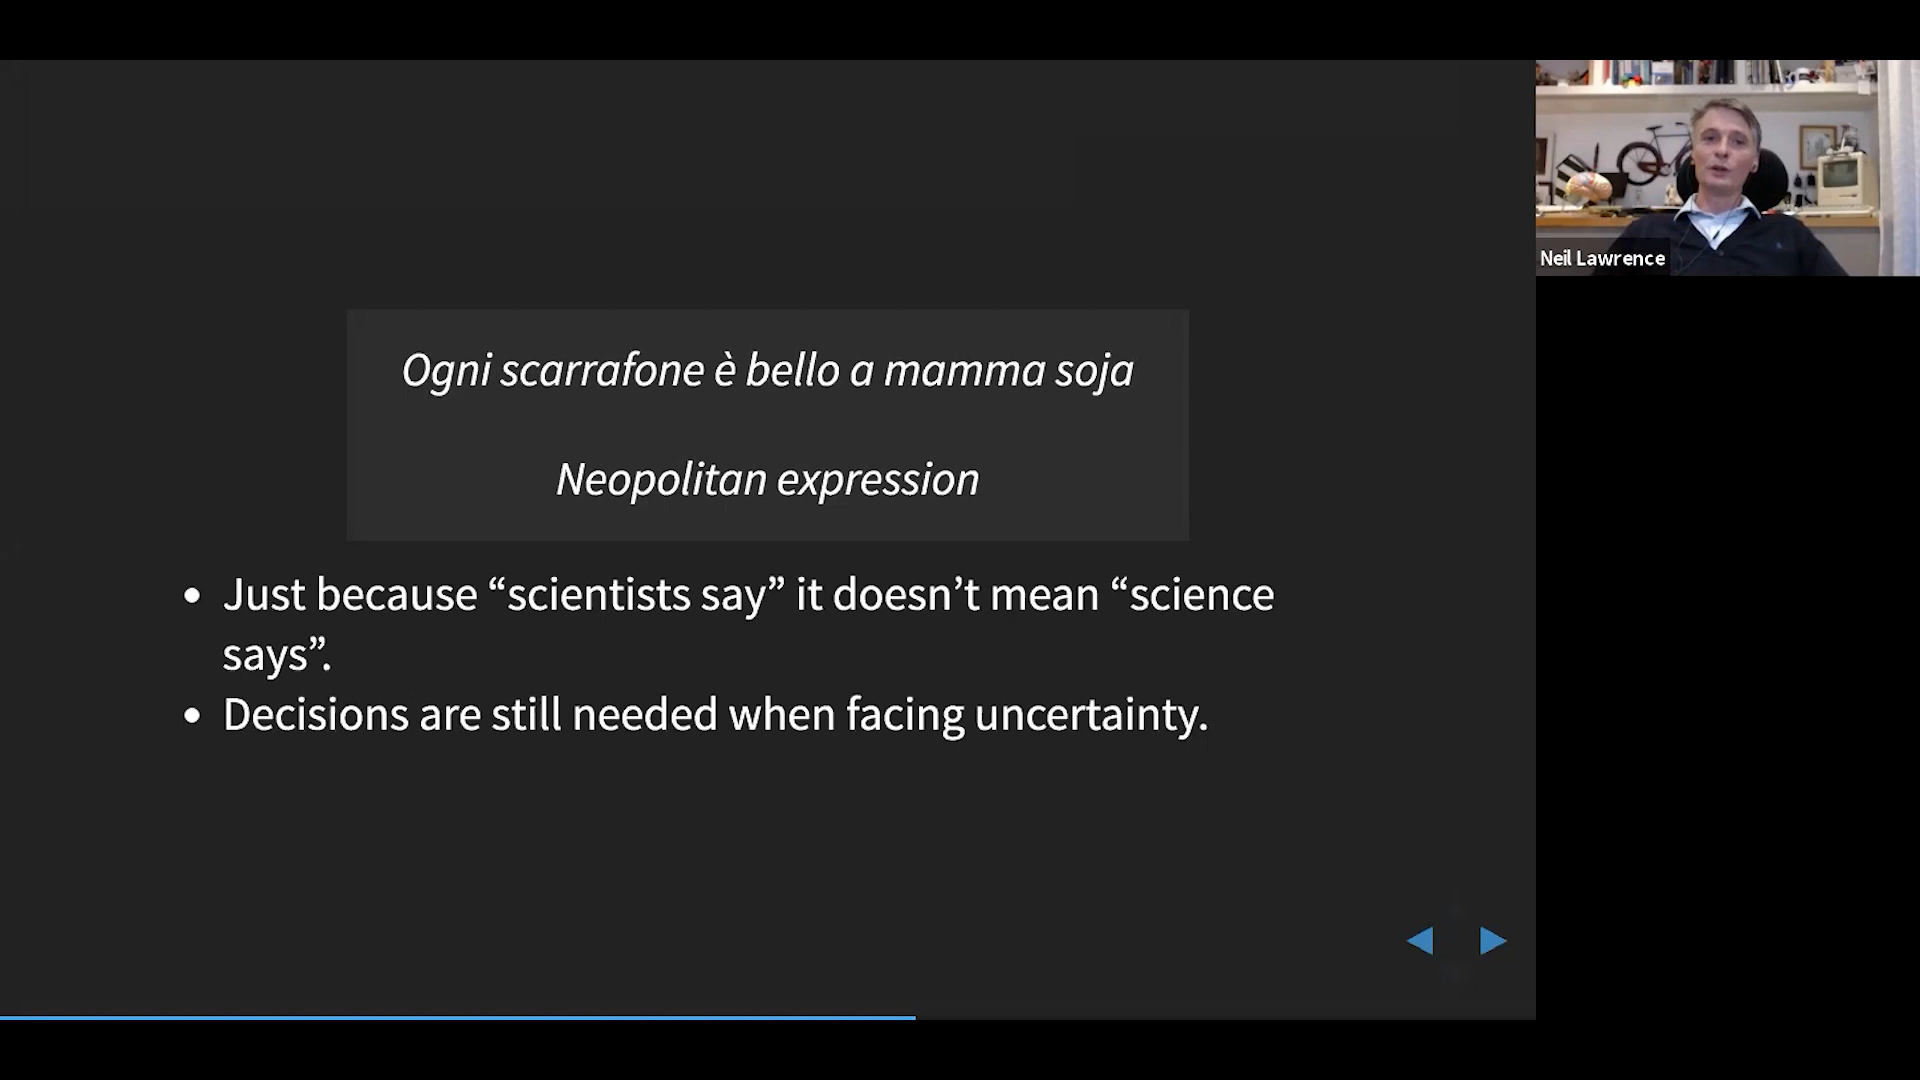 Ogni scarrafone è bello a mamma soja
Neopolitan expression
• Just because “scientists say” it doesn’t mean “science
says”.
• Decisions are still needed when facing uncertainty.
Neil Lawrence